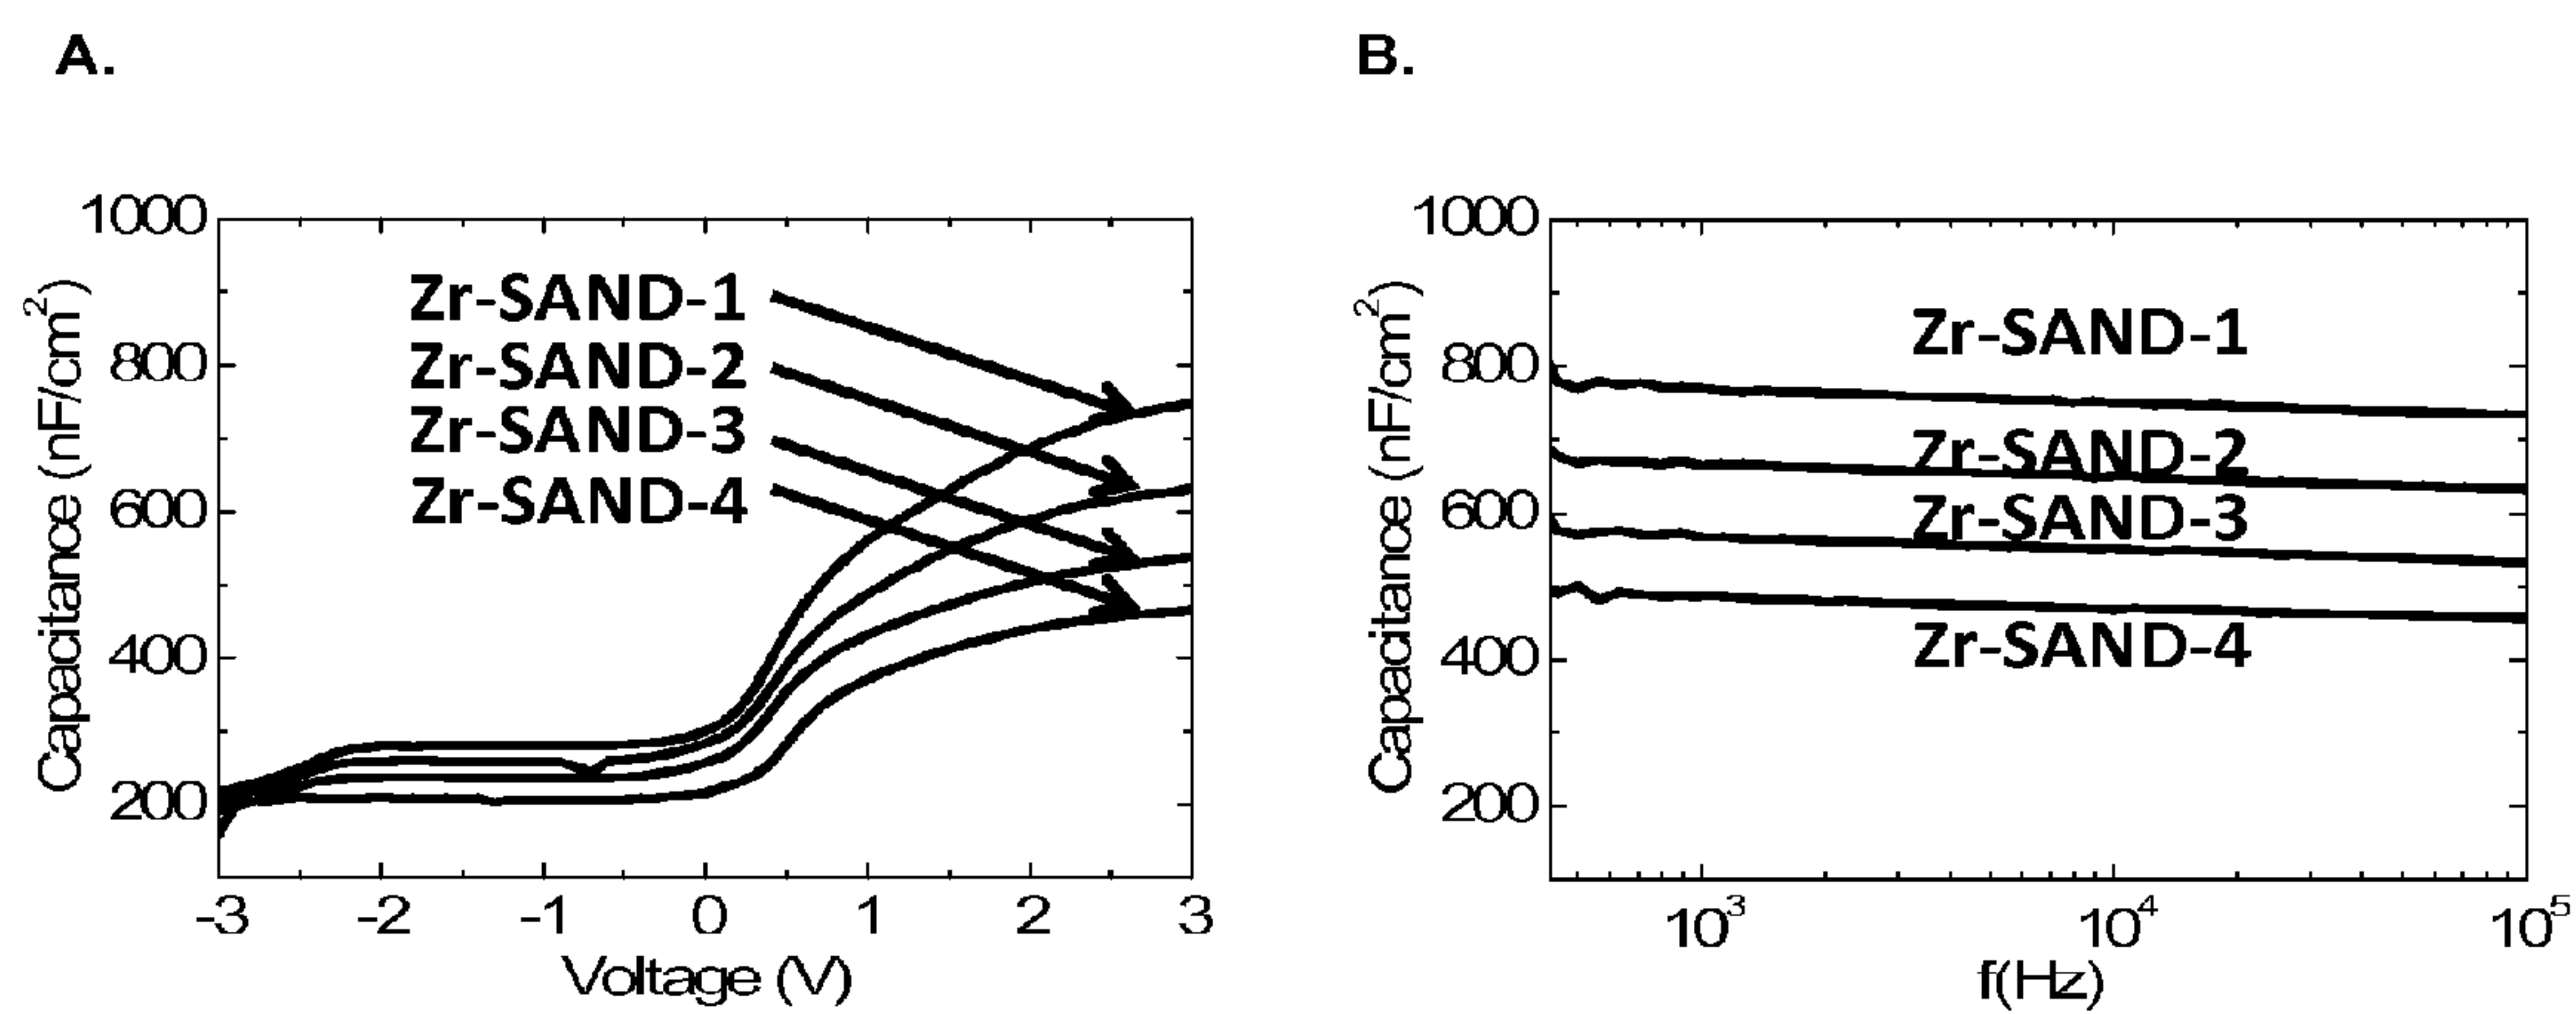 A.
1000
800
600
400
200
Capacitance (nF/cm²)
Zr-SAND-1
Zr-SAND-2
Zr-SAND-3
Zr-SAND-4
-3 -2 -1 0 1 2 3
Voltage (V)
B.
1000
800
600
400
200
Capacitance (nF/cm²)
Zr-SAND-1
Zr-SAND-2
Zr-SAND-3
Zr-SAND-4
10³ 10⁴ 10⁵
f(Hz)